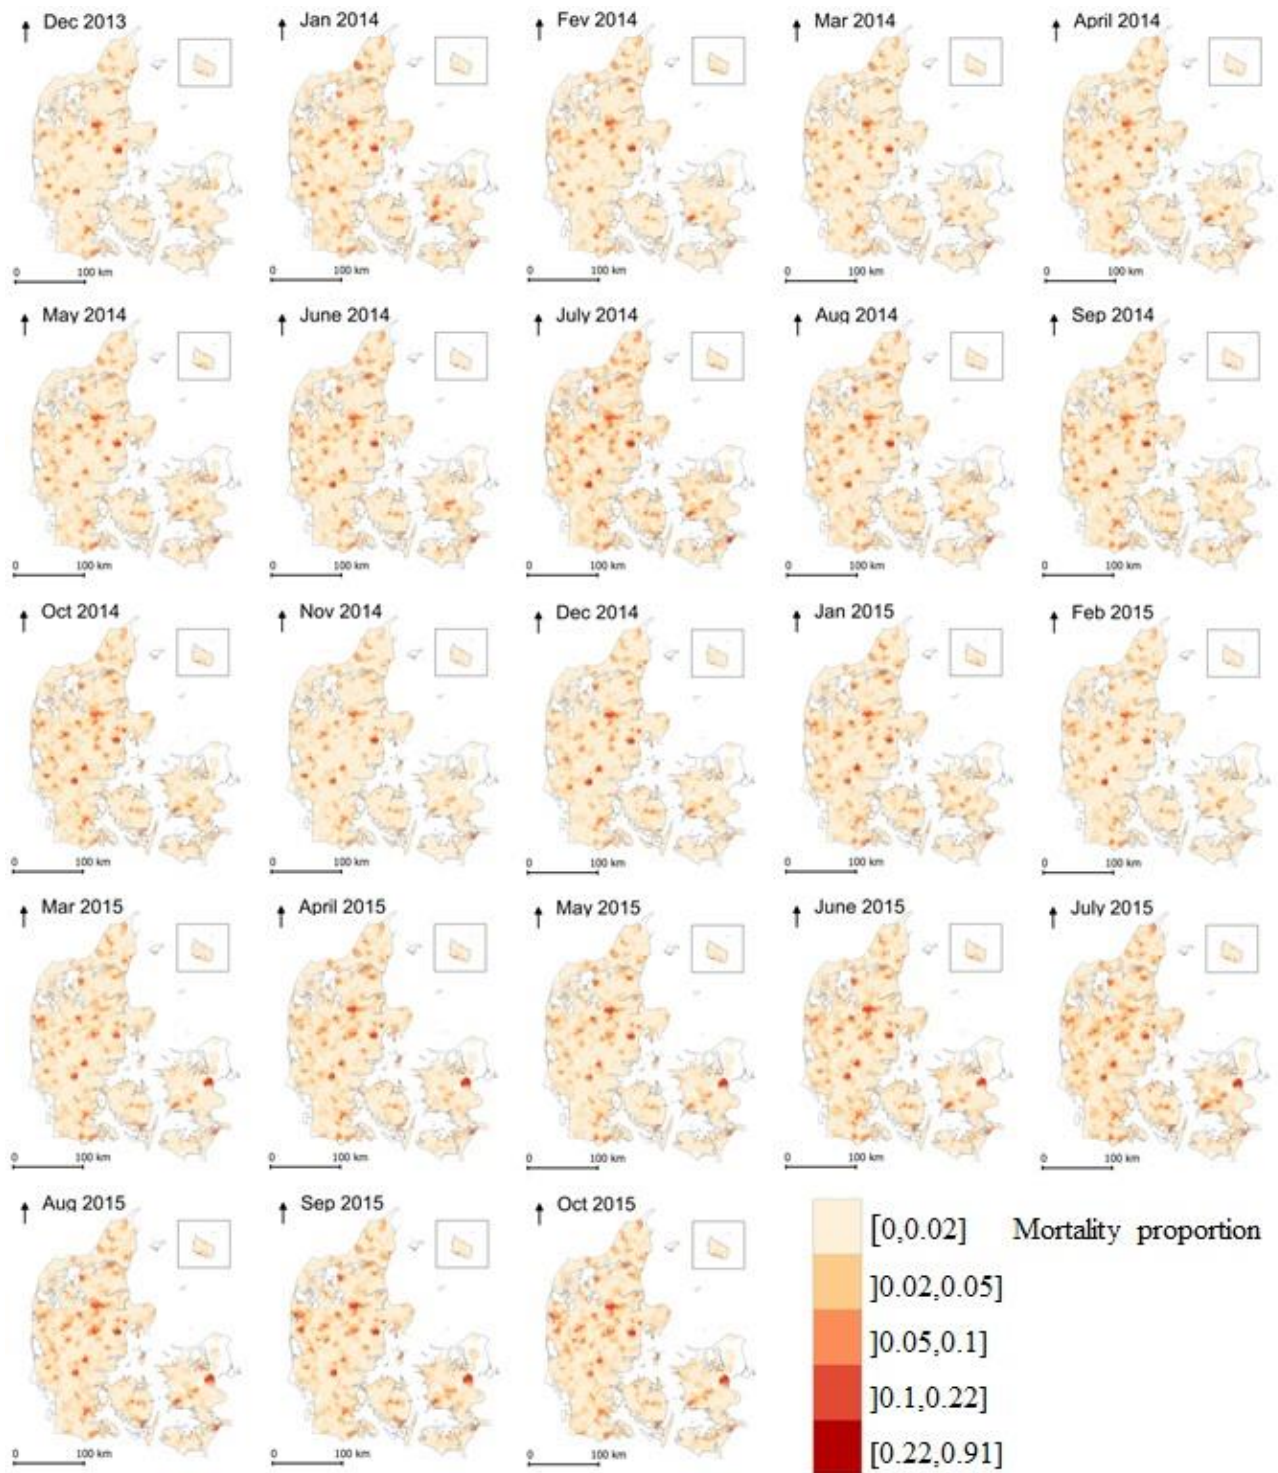 Dec 2013 Jan 2014 Fev 2014 Mar 2014 April 2014
0 100 km 0 100 km 0 100 km 0 100 km 0 100 km
May 2014 June 2014 July 2014 Aug 2014 Sep 2014
0 100 km 0 100 km 0 100 km 0 100 km 0 100 km
Oct 2014 Nov 2014 Dec 2014 Jan 2015 Feb 2015
0 100 km 0 100 km 0 100 km 0 100 km 0 100 km
Mar 2015 April 2015 May 2015 June 2015 July 2015
0 100 km 0 100 km 0 100 km 0 100 km 0 100 km
Aug 2015 Sep 2015 Oct 2015
0 100 km 0 100 km 0 100 km
[0,0.02] Mortality proportion
]0.02,0.05]
]0.05,0.1]
]0.1,0.22]
[0.22,0.91]